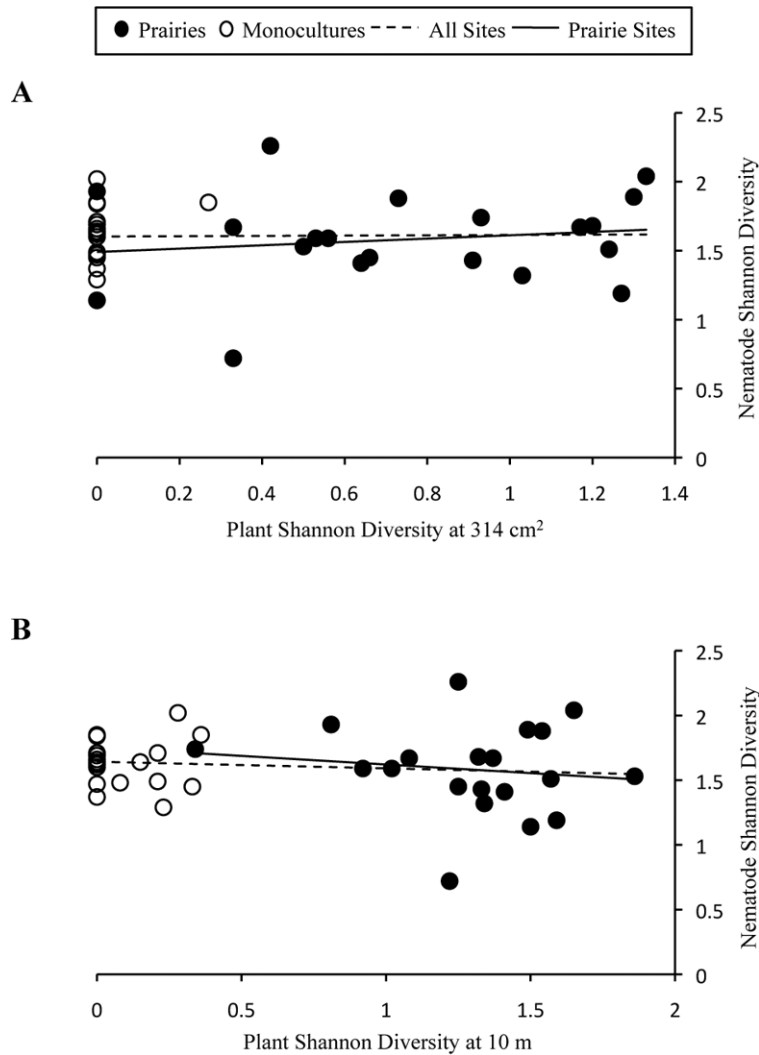 Prairies Monocultures All Sites Prairie Sites
A
2.5
2
1.5
1
0.5
0
Nematode Shannon Diversity
0 0.2 0.4 0.6 0.8 1 1.2 1.4
Plant Shannon Diversity at 314 cm²
B
2.5
2
1.5
1
0.5
0
Nematode Shannon Diversity
0 0.5 1 1.5 2
Plant Shannon Diversity at 10 m